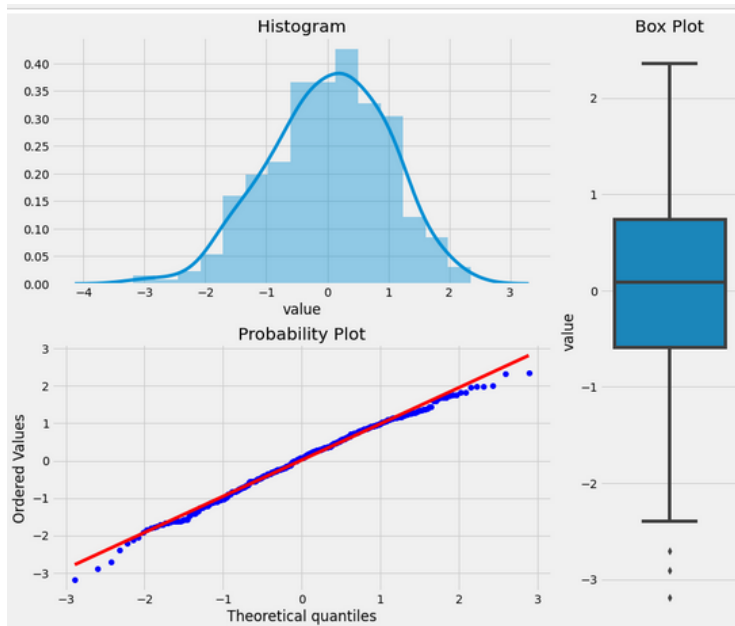 Histogram
0.40
0.35
0.30
0.25
0.20
0.15
0.10
0.05
0.00
−4 −3 −2 −1 0 1 2 3
value
Probability Plot
3
2
1
0
−1
−2
−3
Ordered Values
−3 −2 −1 0 1 2 3
Theoretical quantiles
Box Plot
2
1
0
−1
−2
−3
value